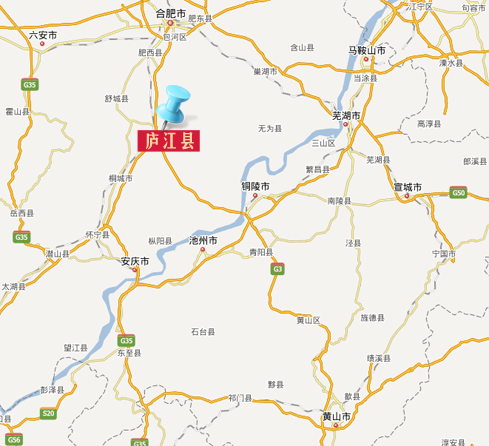 合肥市
肥东县
江宁区
句容市
六安市
包河区
肥西县
含山县
马鞍山市
溧水县
巢湖市
当涂县
G35
舒城县
霍山县
芜湖市
高淳县
无为县
庐江县
三山区
芜湖县
郎溪县
繁昌县
桐城市
铜陵市
宣城市
G50
南陵县
岳西县
G35
怀宁县
枞阳县
池州市
泾县
潜山县
安庆市
青阳县
宁国市
G3
太湖县
黄山区
旌德县
石台县
G35
望江县
东至县
绩溪县
黟县
彭泽县
祁门县
歙县
S20
黄山市
G56
G35
淳安县